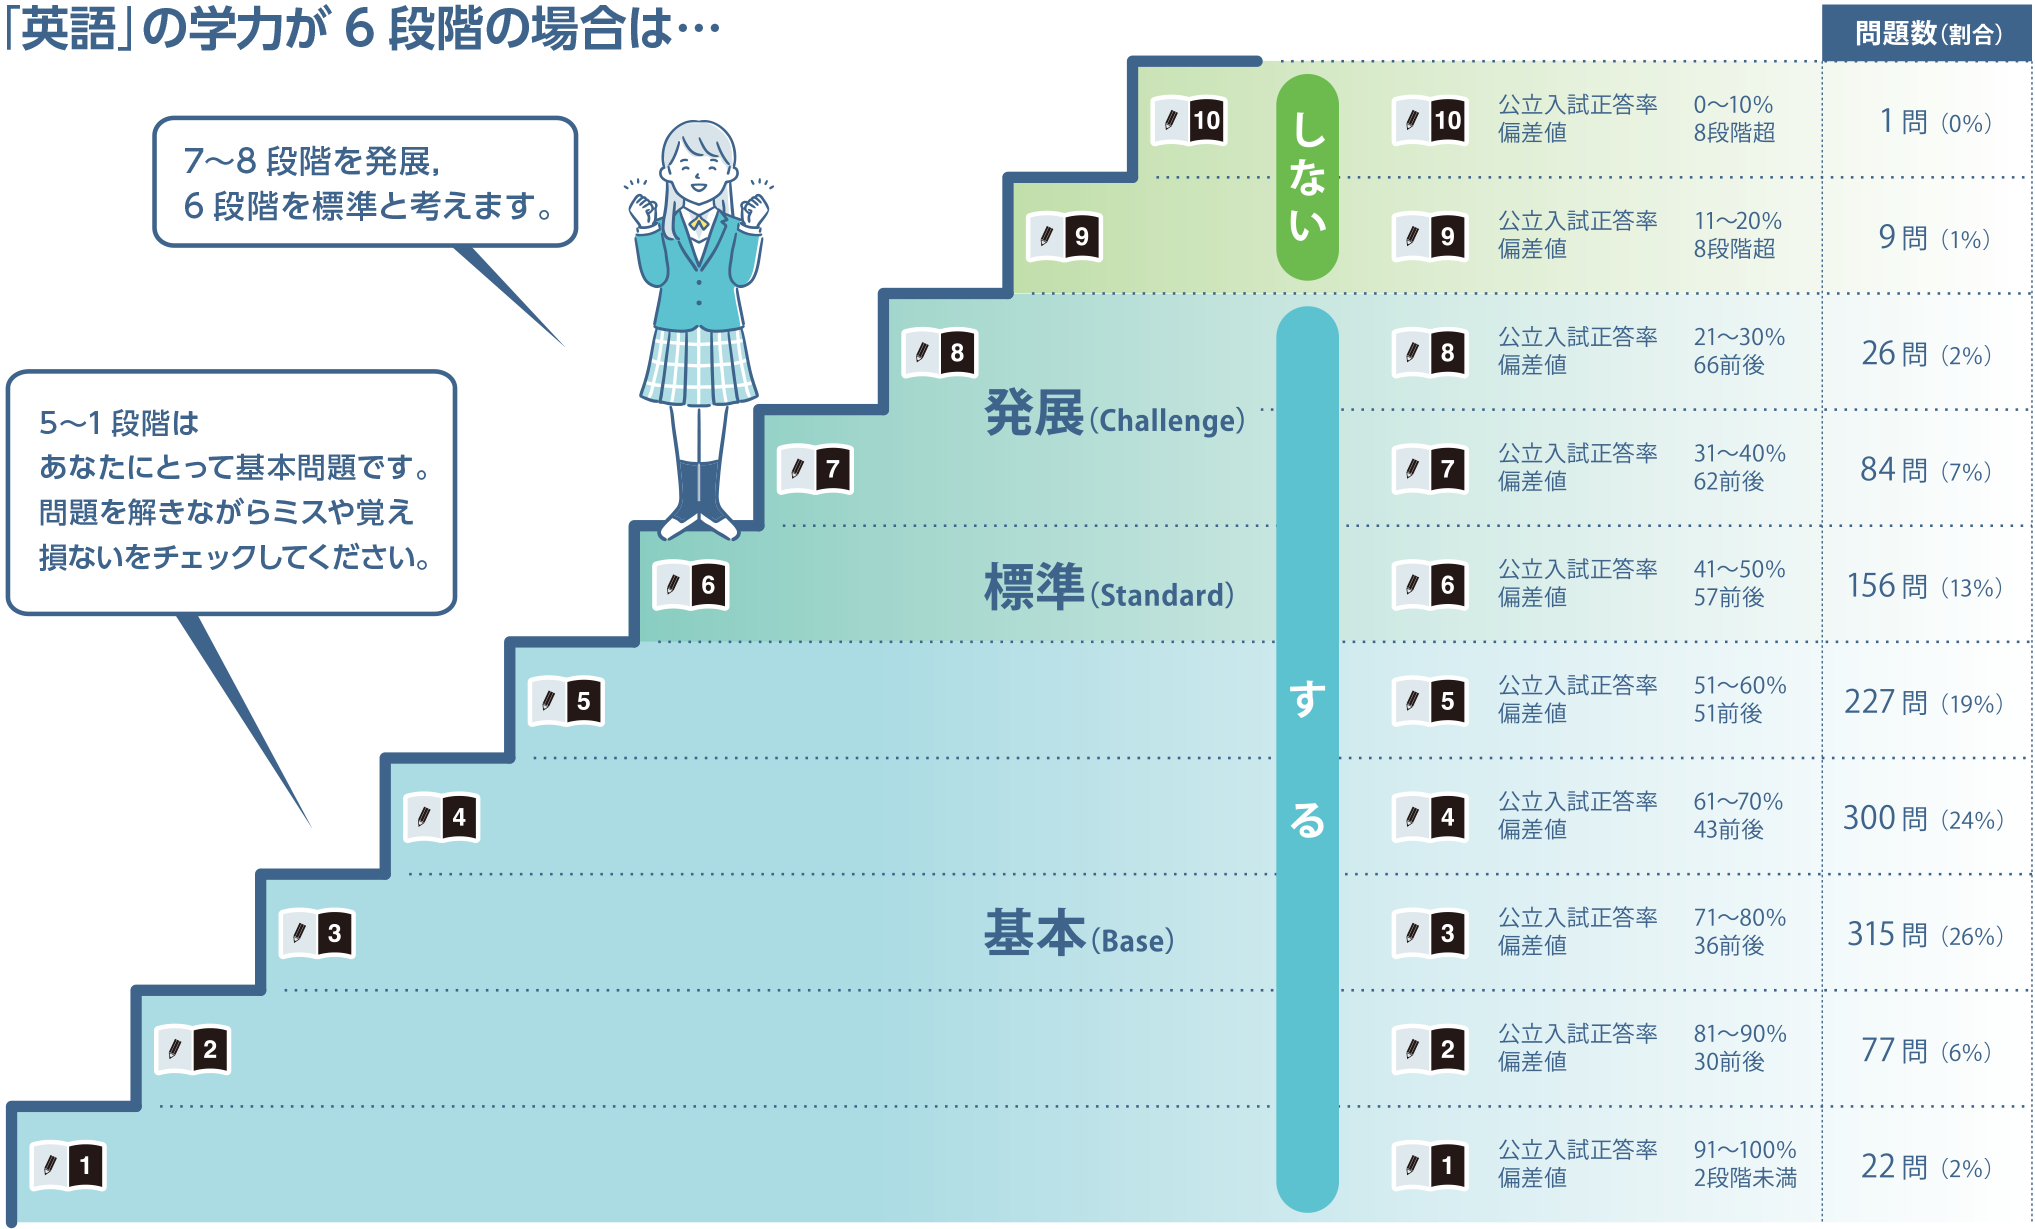 「英語」の学力が 6 段階の場合は…
問題数（割合）
7〜8 段階を発展，
6 段階を標準と考えます。
5〜1 段階は
あなたにとって基本問題です。
問題を解きながらミスや覚え
損ないをチェックしてください。
10
9
8
7
6
5
4
3
2
1
発展（Challenge）
標準（Standard）
基本（Base）
しない
する
10 公立入試正答率 0〜10% 1 問（0%）
偏差値 8段階超
9 公立入試正答率 11〜20% 9 問（1%）
偏差値 8段階超
8 公立入試正答率 21〜30% 26 問（2%）
偏差値 66前後
7 公立入試正答率 31〜40% 84 問（7%）
偏差値 62前後
6 公立入試正答率 41〜50% 156 問（13%）
偏差値 57前後
5 公立入試正答率 51〜60% 227 問（19%）
偏差値 51前後
4 公立入試正答率 61〜70% 300 問（24%）
偏差値 43前後
3 公立入試正答率 71〜80% 315 問（26%）
偏差値 36前後
2 公立入試正答率 81〜90% 77 問（6%）
偏差値 30前後
1 公立入試正答率 91〜100% 22 問（2%）
偏差値 2段階未満